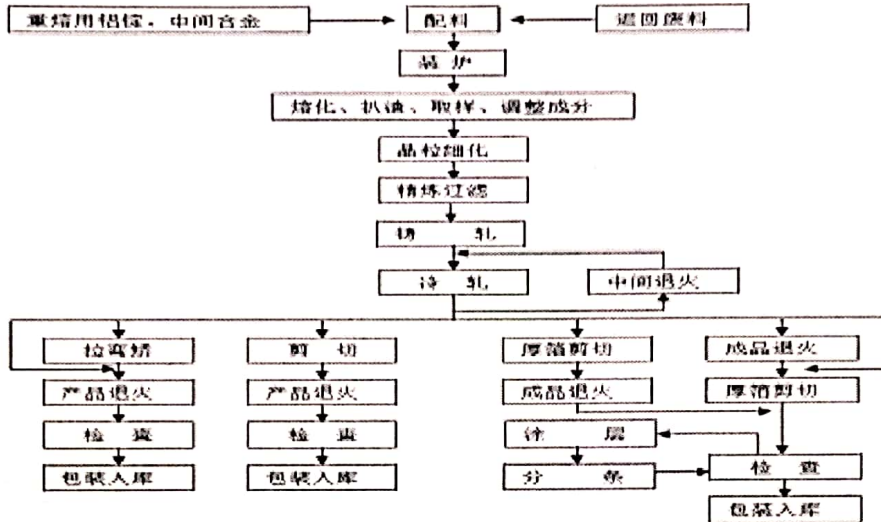 重熔用铝锭、中间合金
配料
返回废料
装炉
熔化、扒渣、取样、调整成分
晶粒细化
精炼过滤
铸轧
冷轧
中间退火
拉弯矫
剪切
厚箔剪切
成品退火
产品退火
产品退火
成品退火
厚箔剪切
检查
检查
涂层
包装入库
包装入库
分条
检查
包装入库